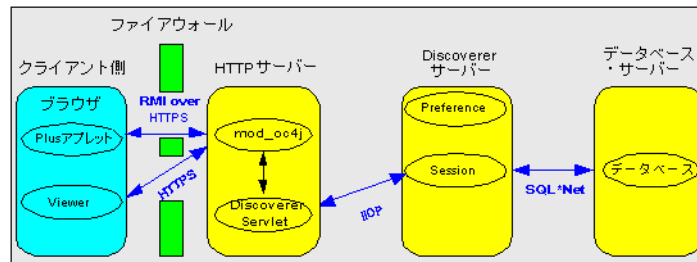 ファイアウォール
クライアント側
HTTPサーバー
Discoverer
サーバー
データベース
・サーバー
ブラウザ
Plusアプレット
Viewer
RMI over
HTTPS
HTTPS
mod_oc4j
Discoverer
Servlet
IIOP
Preference
Session
SQL*Net
データベース